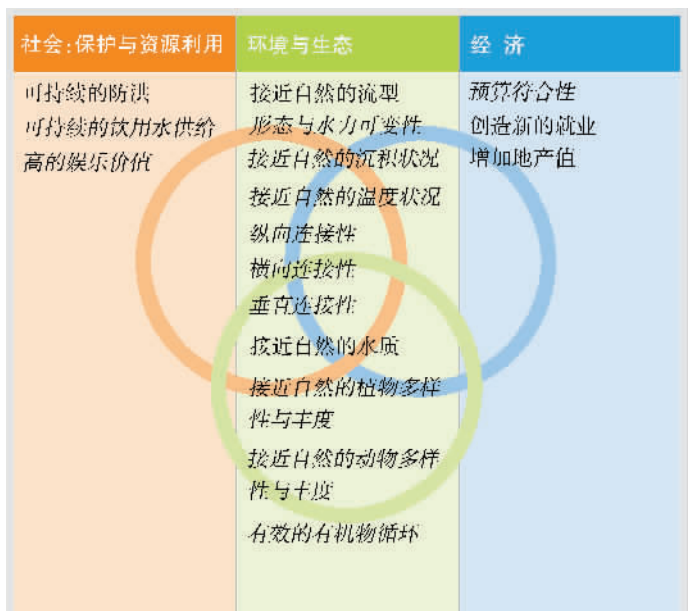 社会:保护与资源利用
可持续的防洪
可持续的饮用水供给
高的娱乐价值
环境与生态
接近自然的流型
形态与水力可变性
接近自然的沉积状况
接近自然的温度状况
纵向连接性
横向连接性
垂直连接性
接近自然的水质
接近自然的植物多样
性与丰度
接近自然的动物多样
性与丰度
有效的有机物循环
经 济
预算符合性
创造新的就业
增加地产值